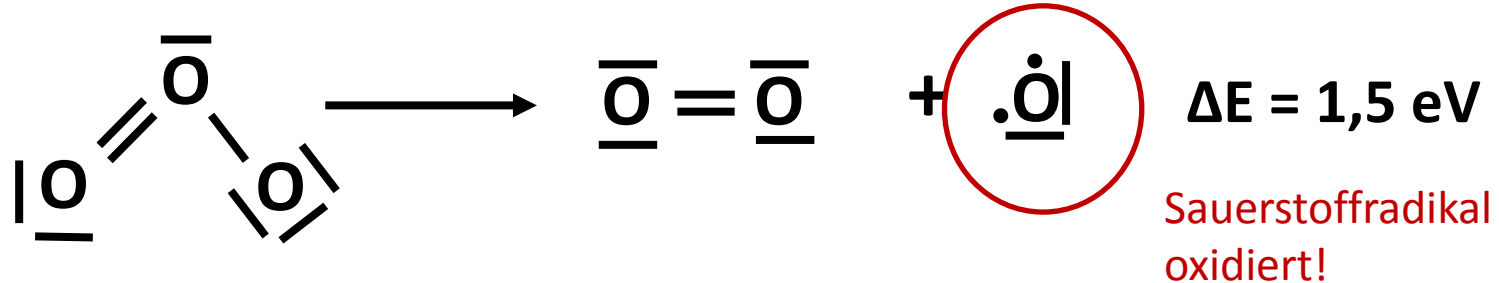 O
O
O
O = O + O ΔE = 1,5 eV
Sauerstoffradikal
oxidiert!